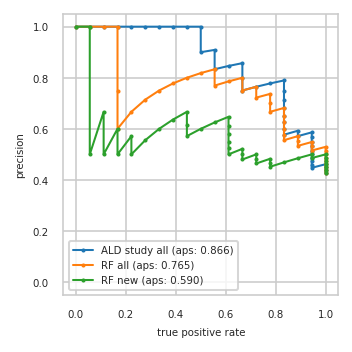 1.0
0.8
0.6
0.4
0.2
0.0
precision
ALD study all (aps: 0.866)
RF all (aps: 0.765)
RF new (aps: 0.590)
0.0 0.2 0.4 0.6 0.8 1.0
true positive rate